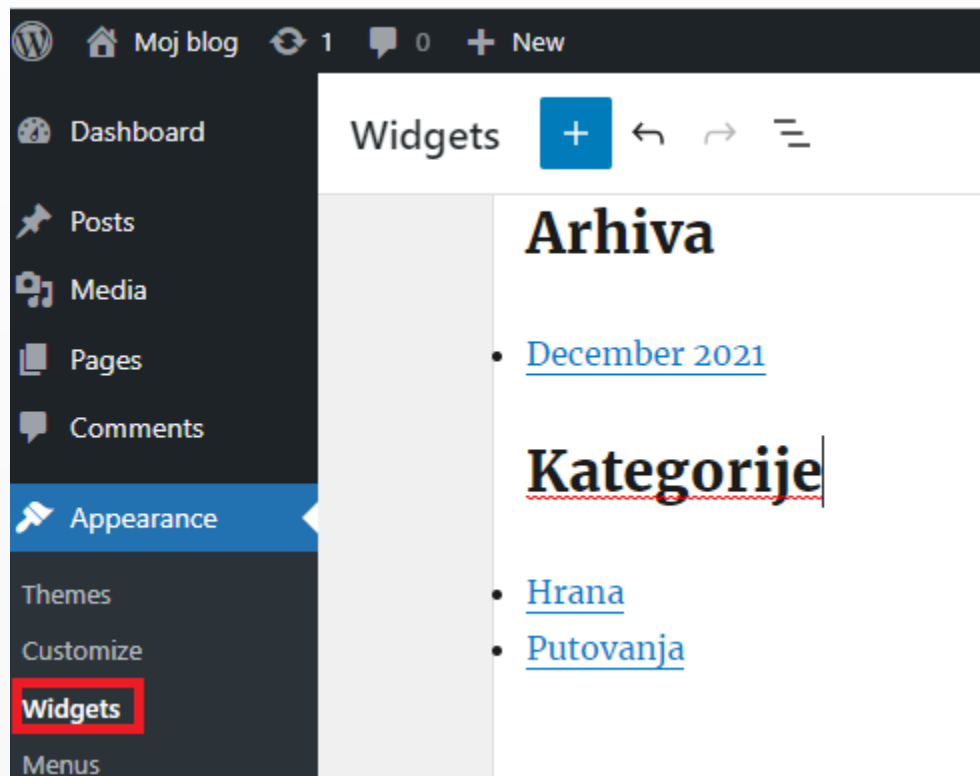 Moj blog 1 0 + New
Dashboard
Widgets +
Posts
Arhiva
Media
Pages
December 2021
Comments
Kategorije
Appearance
Themes
Hrana
Customize
Putovanja
Widgets
Menus